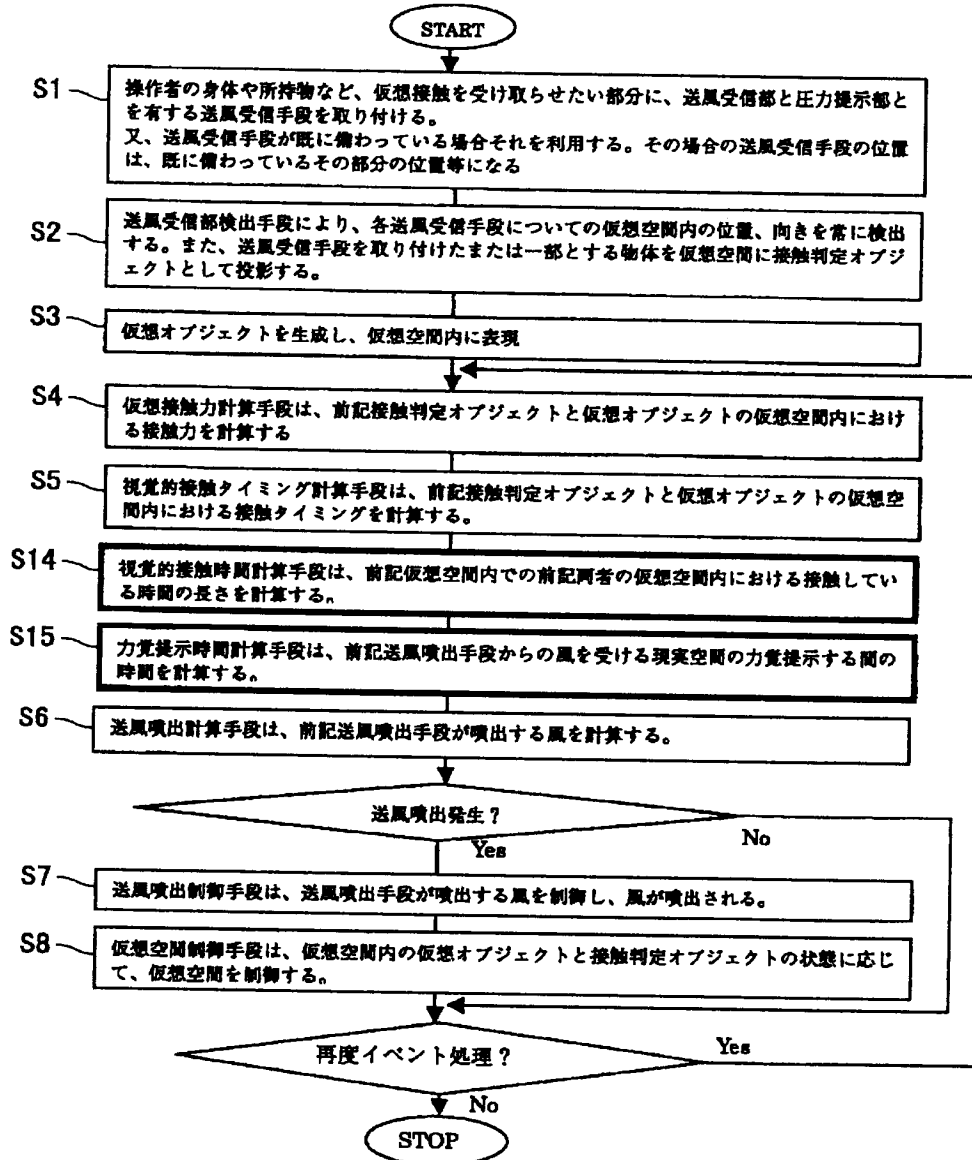 START
S1
操作者の身体や所持物など、仮想接触を受け取らせたい部分に、送風受信部と圧力提示部と
を有する送風受信手段を取り付ける。
又、送風受信手段が既に備わっている場合それを利用する。その場合の送風受信手段の位置
は、既に備わっているその部分の位置等になる
S2
送風受信部検出手段により、各送風受信手段についての仮想空間内の位置、向きを常に検出
する。また、送風受信手段を取り付けたまたは一部とする物体を仮想空間に接触判定オブジ
ェクトとして投影する。
S3
仮想オブジェクトを生成し、仮想空間内に表現
S4
仮想接触力計算手段は、前記接触判定オブジェクトと仮想オブジェクトの仮想空間内におけ
る接触力を計算する
S5
視覚的接触タイミング計算手段は、前記接触判定オブジェクトと仮想オブジェクトの仮想空
間内における接触タイミングを計算する。
S14
視覚的接触時間計算手段は、前記仮想空間内での前記両者の仮想空間内における接触してい
る時間の長さを計算する。
S15
力覚提示時間計算手段は、前記送風噴出手段からの風を受ける現実空間の力覚提示する間の
時間を計算する。
S6
送風噴出計算手段は、前記送風噴出手段が噴出する風を計算する。
送風噴出発生？
No
Yes
S7
送風噴出制御手段は、送風噴出手段が噴出する風を制御し、風が噴出される。
S8
仮想空間制御手段は、仮想空間内の仮想オブジェクトと接触判定オブジェクトの状態に応じ
て、仮想空間を制御する。
再度イベント処理？
Yes
No
STOP